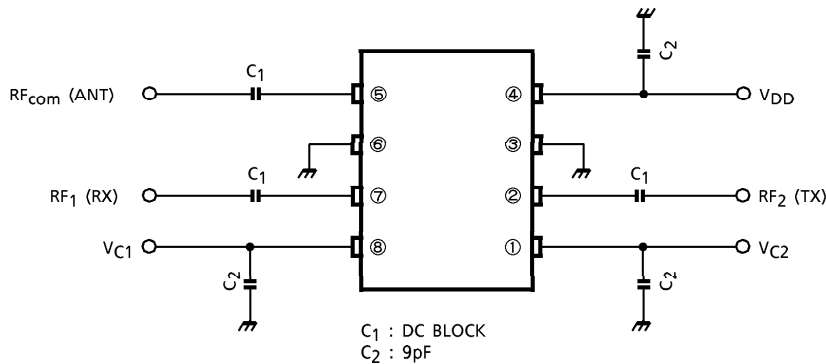 C2
C1
RFcom (ANT)
⑤
④
VDD
⑥
③
C1
RF1 (RX)
⑦
②
C1
RF2 (TX)
VC1
⑧
①
VC2
C2
C2
C1 : DC BLOCK
C2 : 9pF